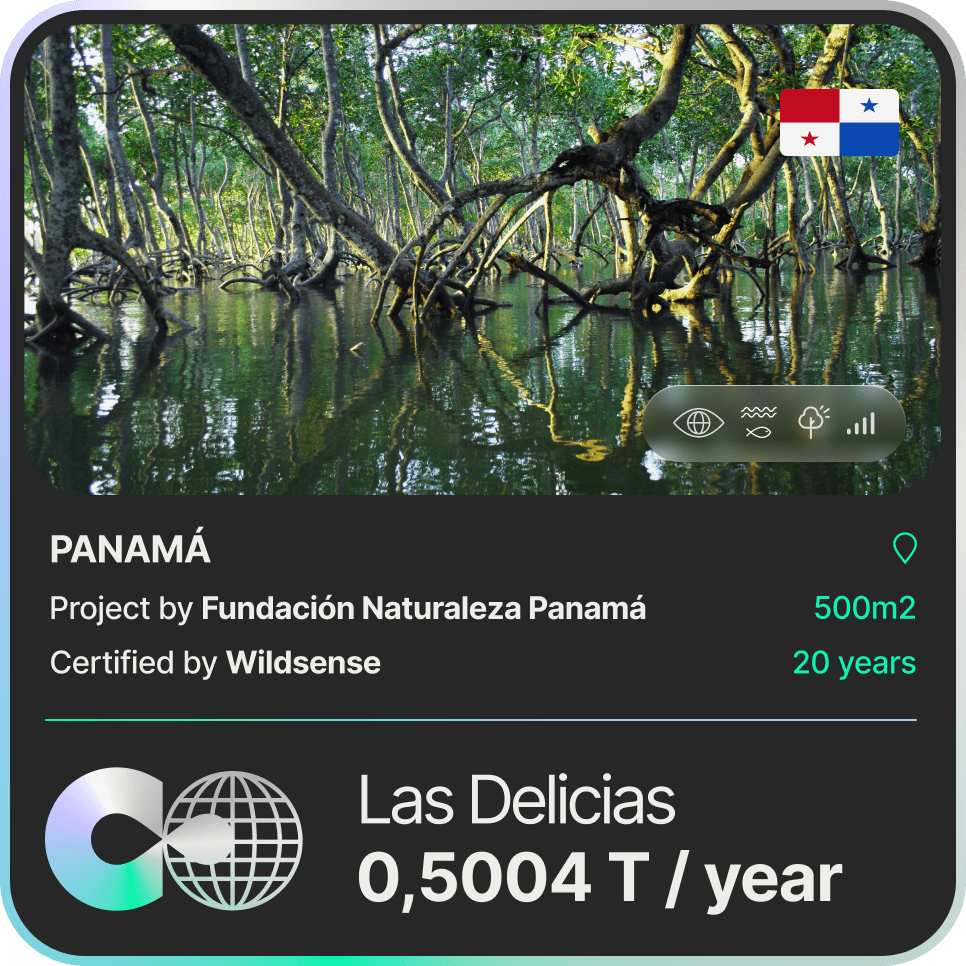 PANAMÁ
Project by Fundación Naturaleza Panamá
500m2
Certified by Wildsense
20 years
Las Delicias
0,5004 T / year